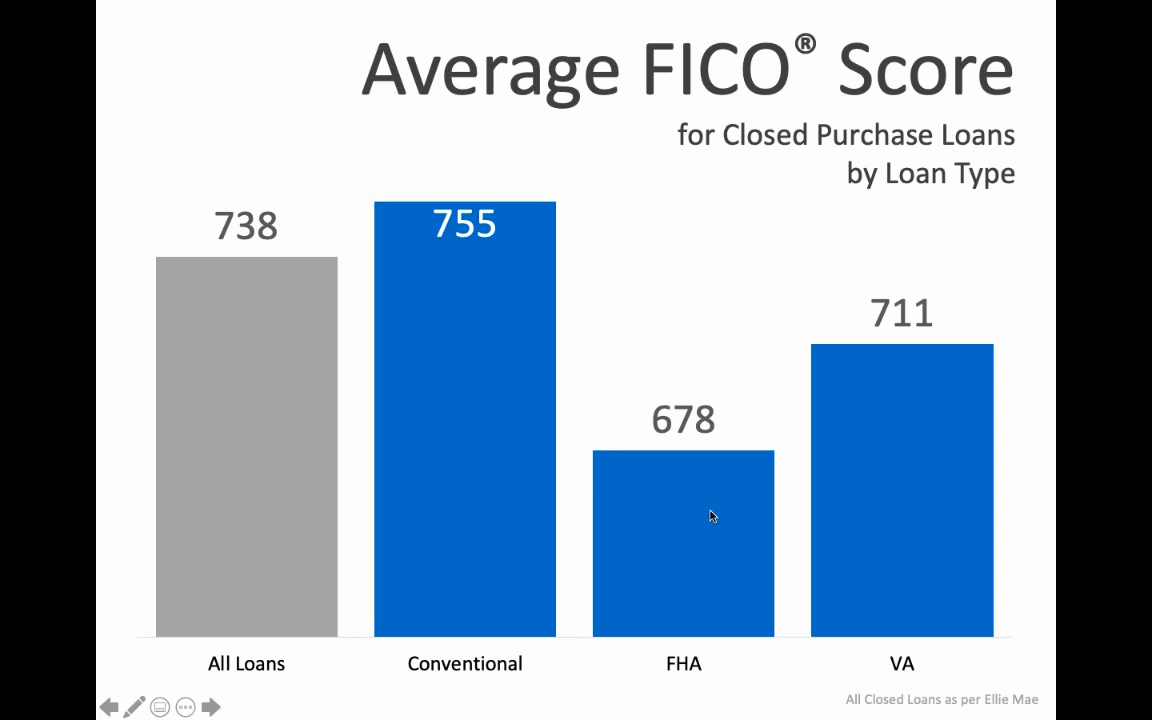 Average FICO® Score
for Closed Purchase Loans
by Loan Type
738
755
678
711
All Loans
Conventional
FHA
VA
All Closed Loans as per Ellie Mae